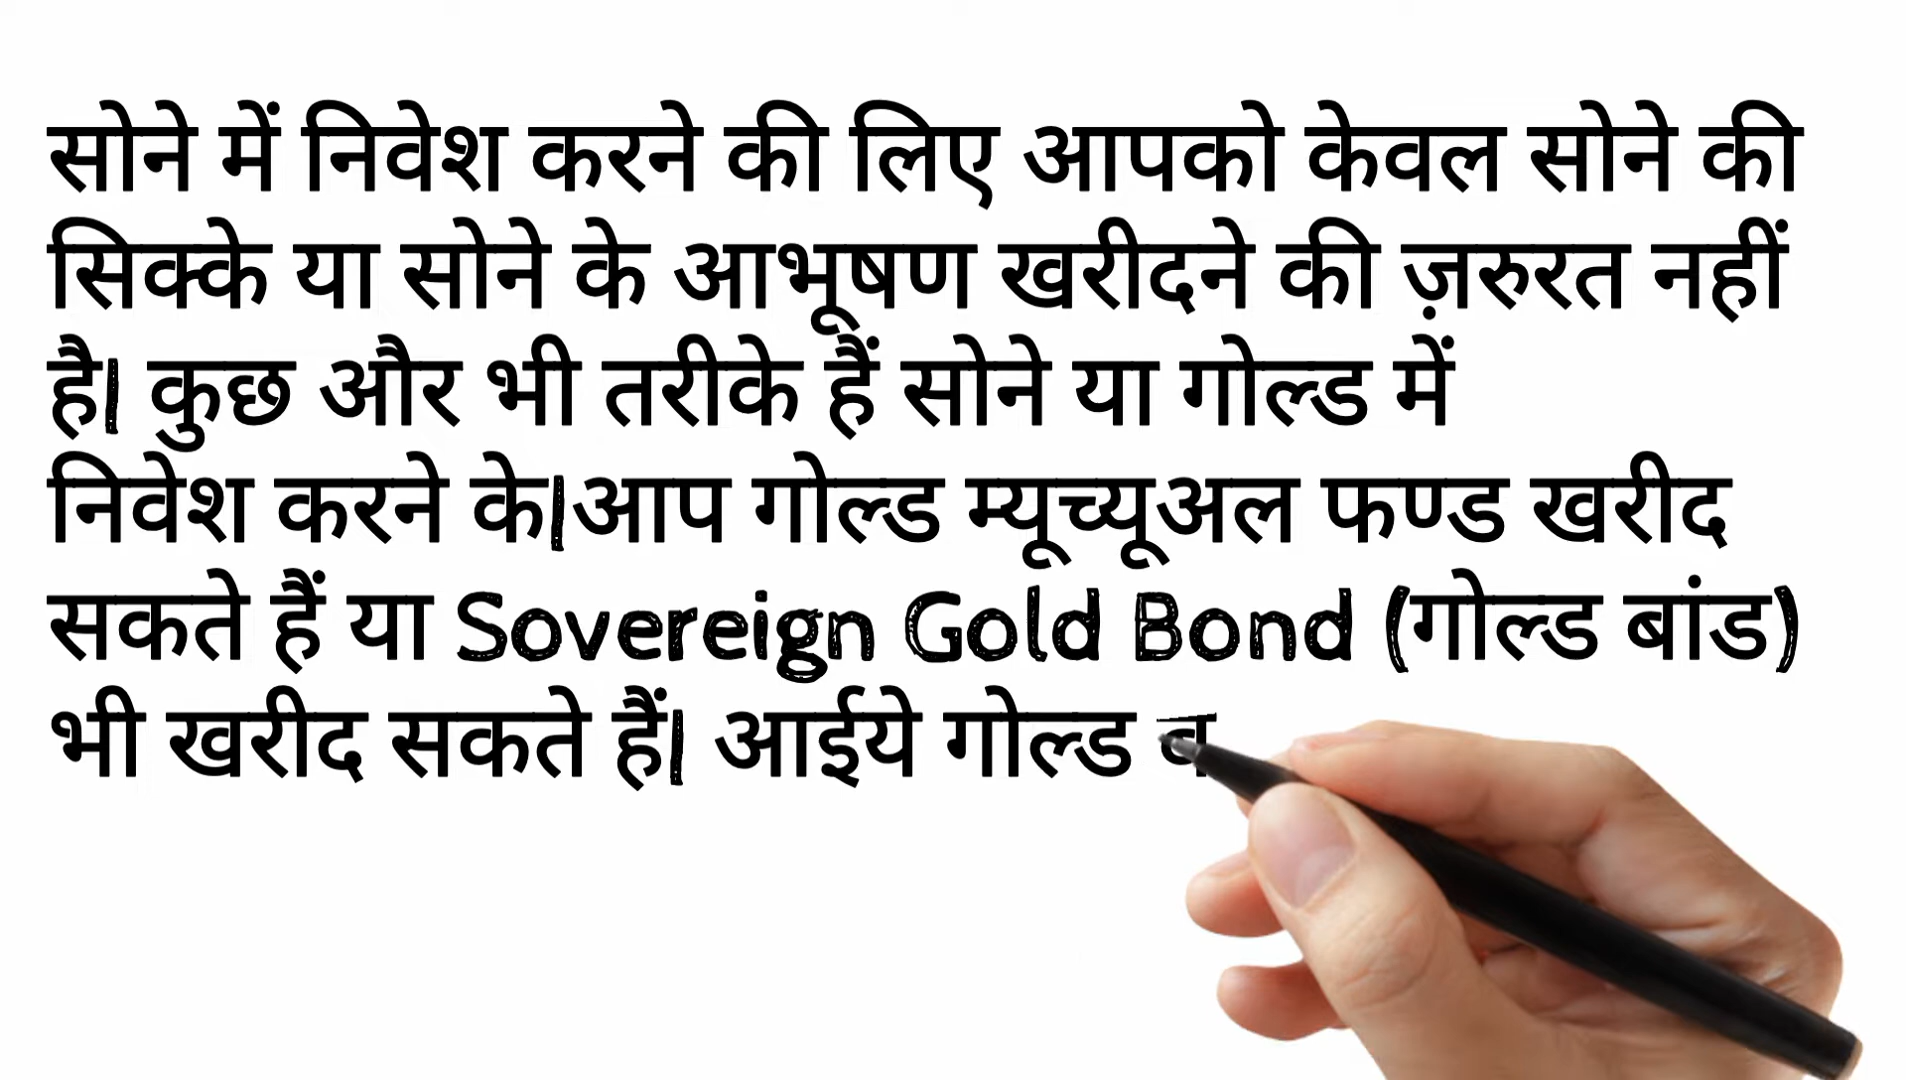 सोने में निवेश करने की लिए आपको केवल सोने की
सिक्के या सोने के आभूषण खरीदने की ज़रुरत नहीं
है| कुछ और भी तरीके हैं सोने या गोल्ड में
निवेश करने के|आप गोल्ड म्यूच्यूअल फण्ड खरीद
सकते हैं या Sovereign Gold Bond (गोल्ड बांड)
भी खरीद सकते हैं| आईये गोल्ड